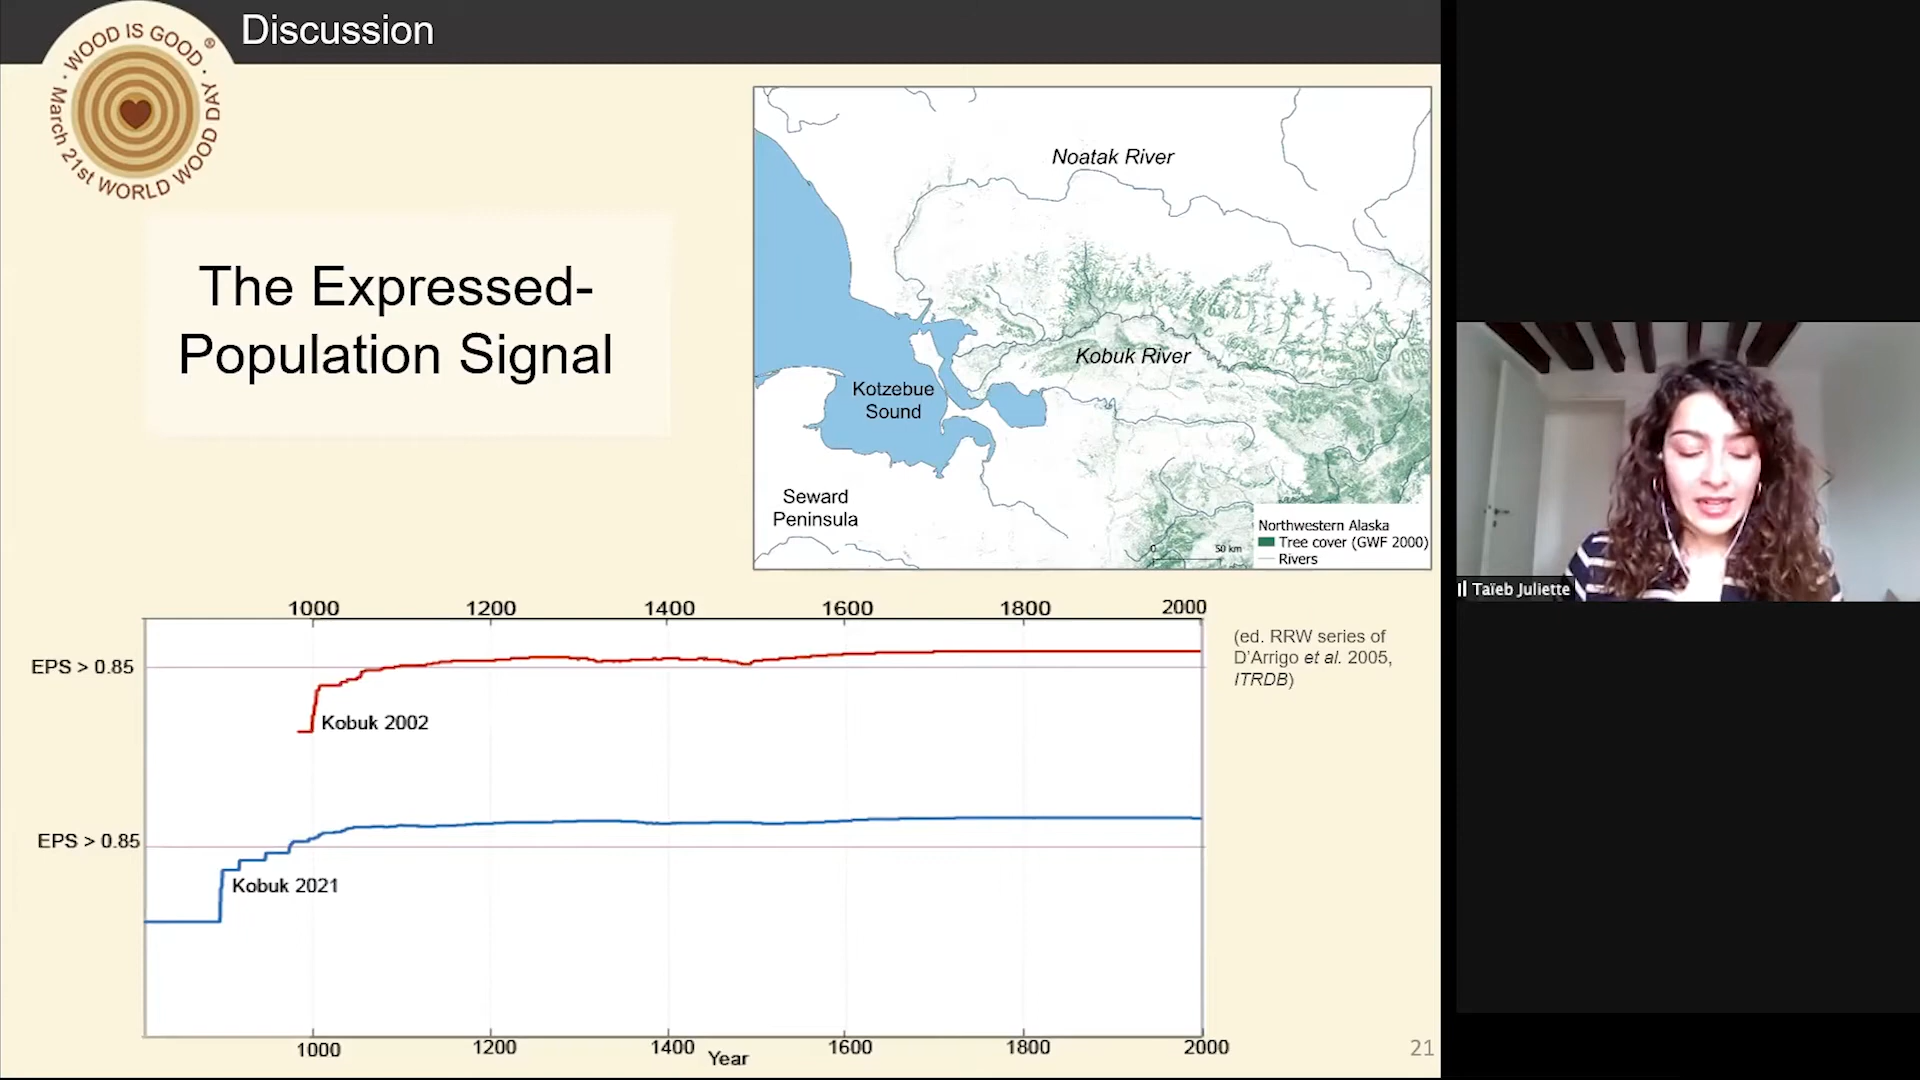 Discussion
WOOD IS GOOD ®
· March 21st WORLD WOOD DAY ·
The Expressed-
Population Signal
Noatak River
Kobuk River
Kotzebue
Sound
Seward
Peninsula
Northwestern Alaska
Tree cover (GWF 2000)
Rivers
0 50 km
1000 1200 1400 1600 1800 2000
EPS > 0.85
Kobuk 2002
EPS > 0.85
Kobuk 2021
1000 1200 1400 1600 1800 2000
Year
(ed. RRW series of
D'Arrigo et al. 2005,
ITRDB)
21
Taïeb Juliette